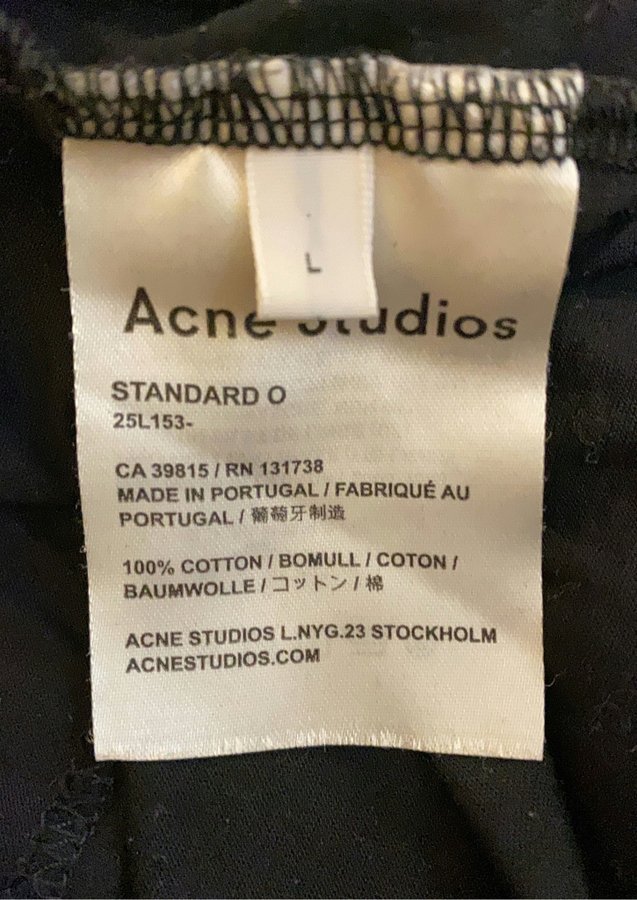 L
Acne Studios
STANDARD O
25L153-
CA 39815 / RN 131738
MADE IN PORTUGAL / FABRIQUÉ AU
PORTUGAL / 葡萄牙制造
100% COTTON / BOMULL / COTON /
BAUMWOLLE / コットン / 棉
ACNE STUDIOS L.NYG.23 STOCKHOLM
ACNESTUDIOS.COM